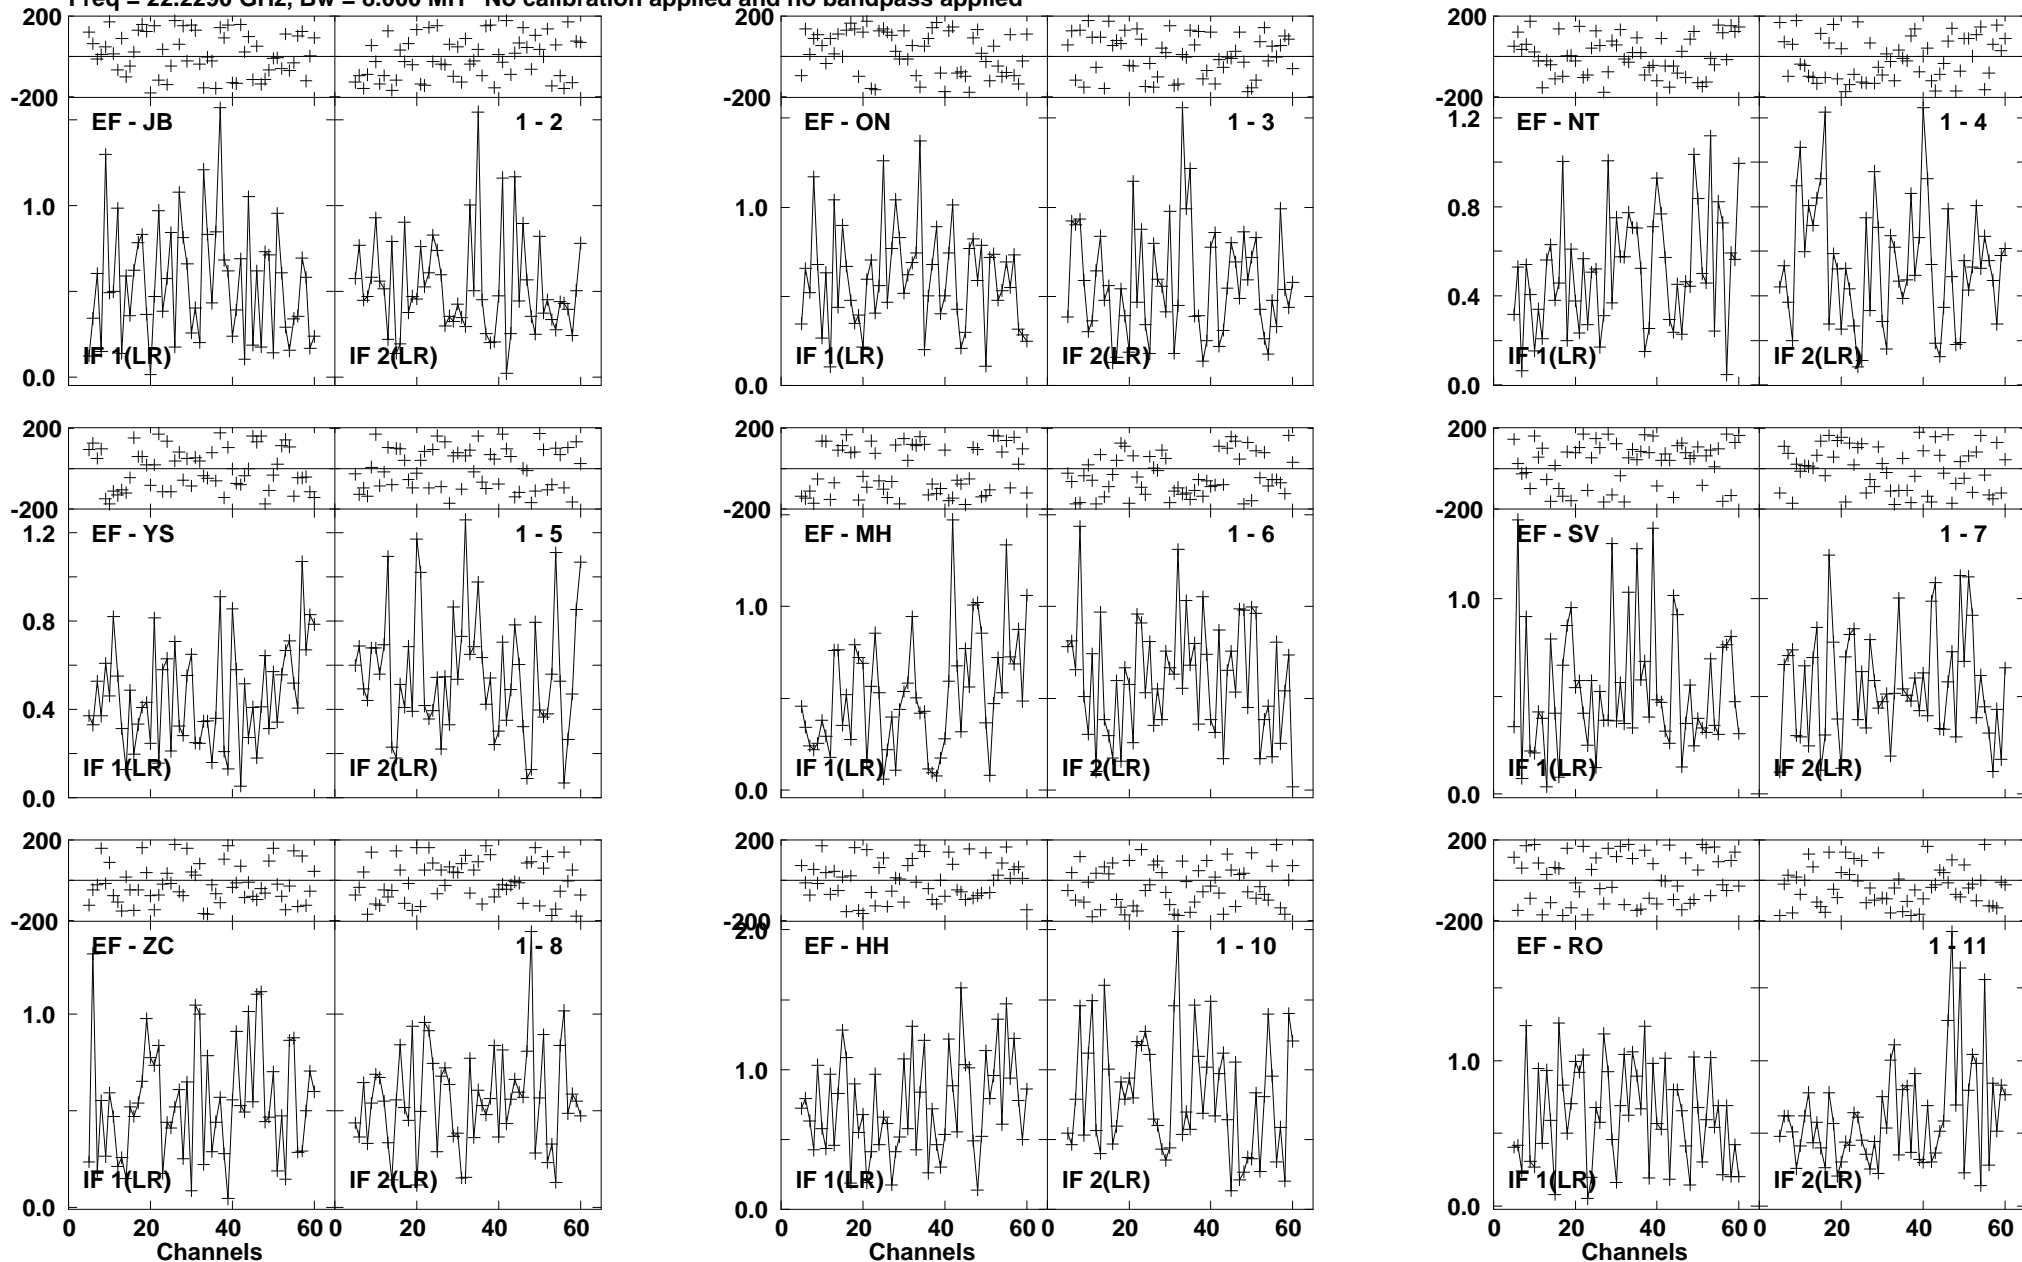 Freq = 22.2290 GHz, Bw = 8.000 MH No calibration applied and no bandpass applied
200 200 200
-200 -200 -200
EF - JB 1 - 2 EF - ON 1 - 3 EF - NT 1 - 4
1.2
1.0 1.0 0.8
0.4
IF 1(LR) IF 2(LR) IF 1(LR) IF 2(LR) IF 1(LR) IF 2(LR)
0.0 0.0 0.0
200 200 200
-200 -200 -200
EF - YS 1 - 5 EF - MH 1 - 6 EF - SV 1 - 7
1.2
0.8 1.0 1.0
0.4
IF 1(LR) IF 2(LR) IF 1(LR) IF 2(LR) IF 1(LR) IF 2(LR)
0.0 0.0 0.0
200 200 200
-200 -200 -200
2.0
EF - ZC 1 - 8 EF - HH 1 - 10 EF - RO 1 - 11
1.0 1.0 1.0
IF 1(LR) IF 2(LR) IF 1(LR) IF 2(LR) IF 1(LR) IF 2(LR)
0.0 0.0 0.0
0 20 40 60 0 20 40 60 0 20 40 60 0 20 40 60 0 20 40 60 0 20 40 60
Channels Channels Channels